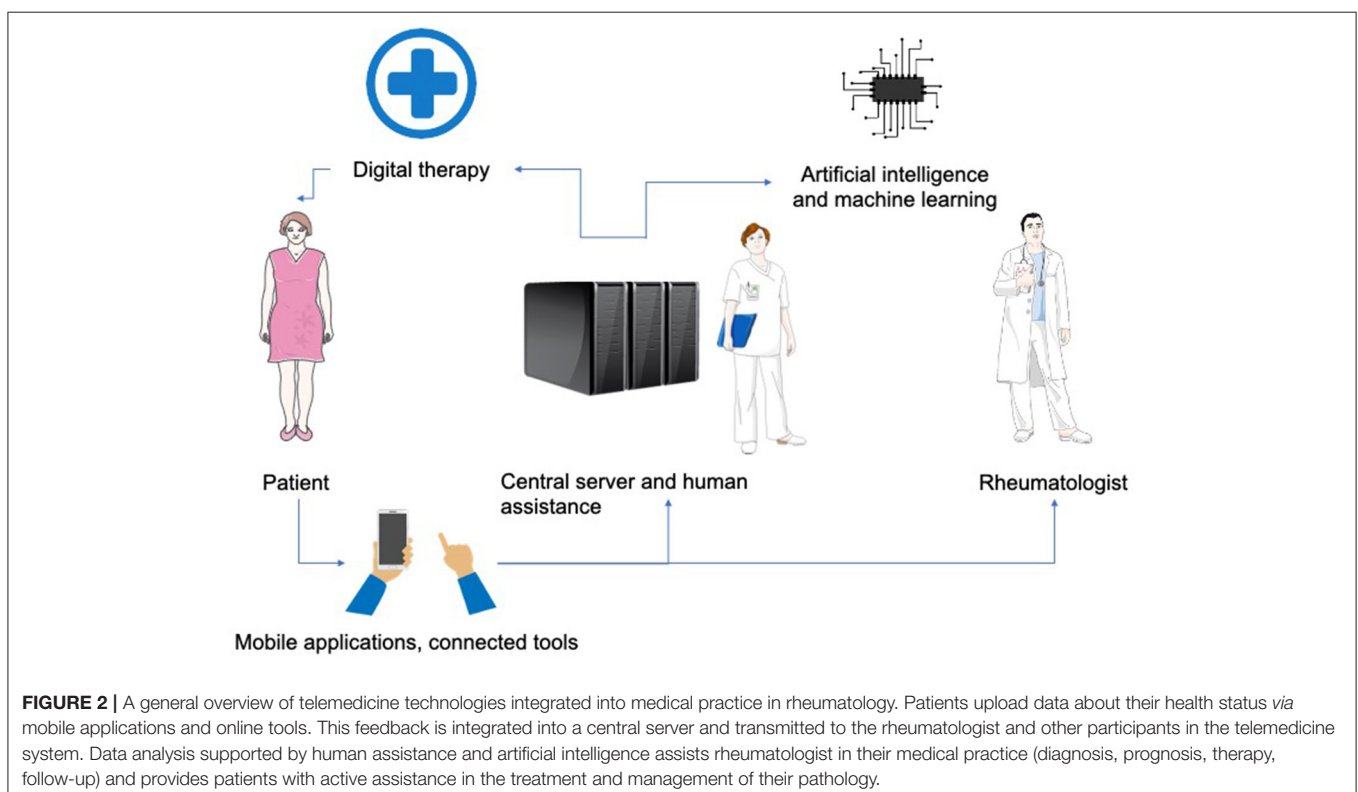 Digital therapy
Artificial intelligence
and machine learning
Patient
Central server and human
assistance
Rheumatologist
Mobile applications, connected tools
FIGURE 2 | A general overview of telemedicine technologies integrated into medical practice in rheumatology. Patients upload data about their health status via
mobile applications and online tools. This feedback is integrated into a central server and transmitted to the rheumatologist and other participants in the telemedicine
system. Data analysis supported by human assistance and artificial intelligence assists rheumatologist in their medical practice (diagnosis, prognosis, therapy,
follow-up) and provides patients with active assistance in the treatment and management of their pathology.